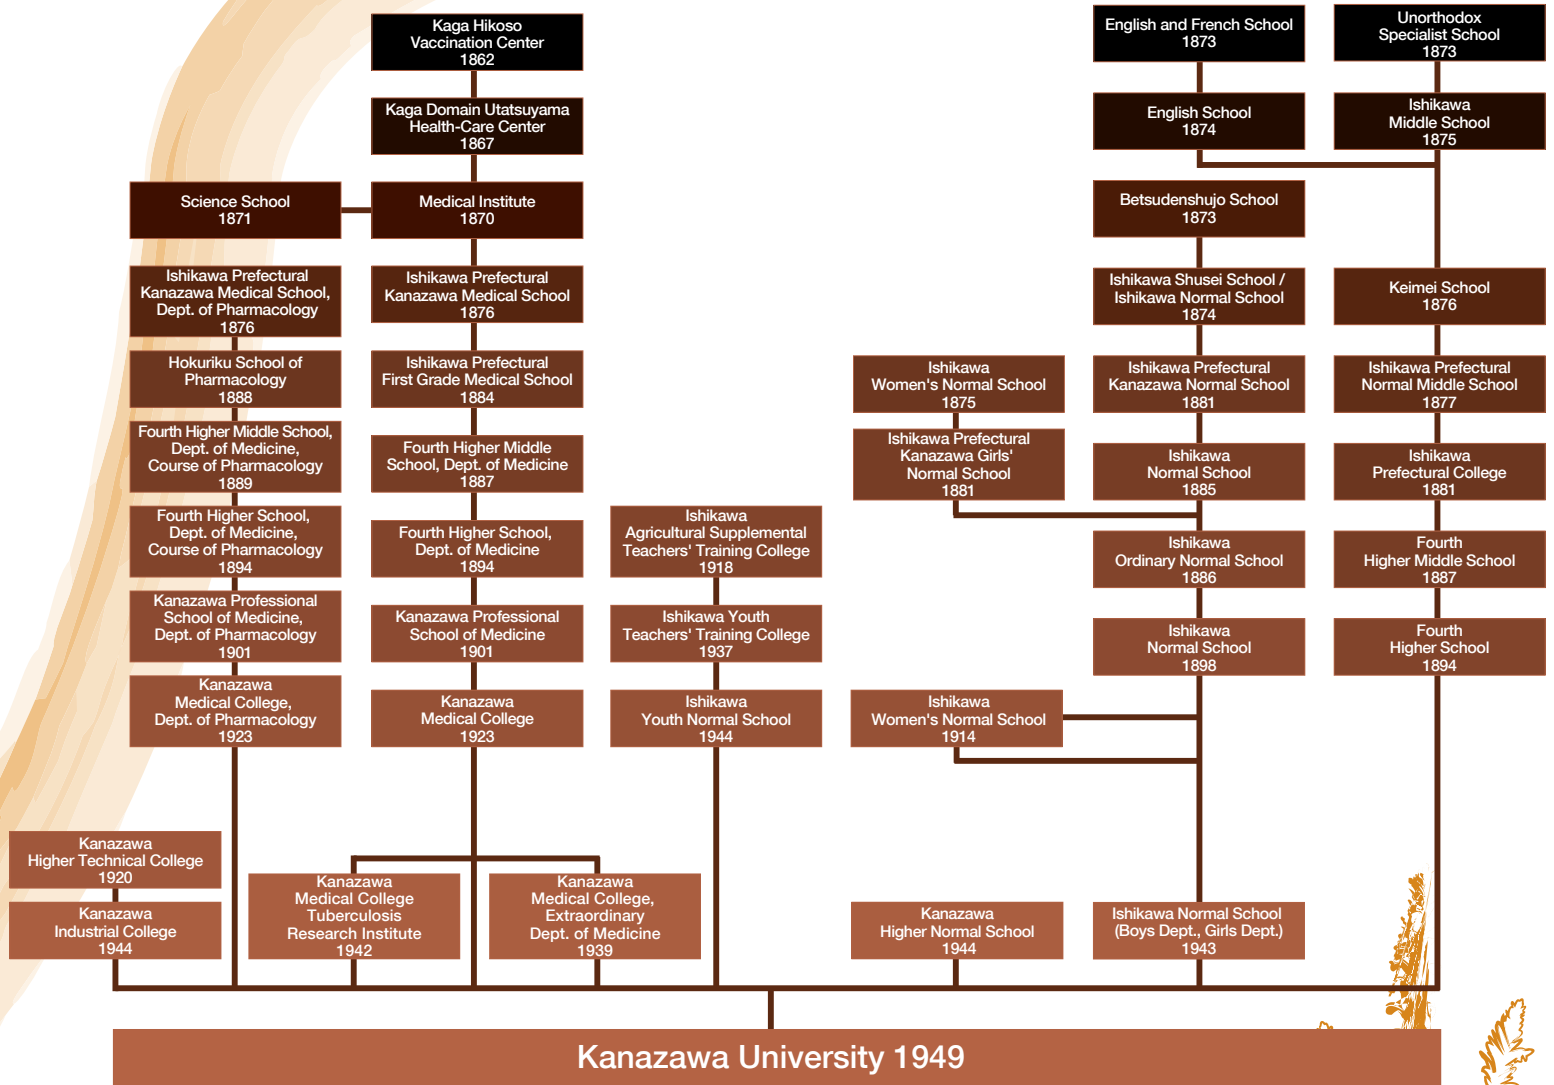 Kaga Hikoso
Vaccination Center
1862
English and French School
1873
Unorthodox
Specialist School
1873
Kaga Domain Utatsuyama
Health-Care Center
1867
English School
1874
Ishikawa
Middle School
1875
Science School
1871
Medical Institute
1870
Betsudenshujo School
1873
Ishikawa Prefectural
Kanazawa Medical School,
Dept. of Pharmacology
1876
Ishikawa Prefectural
Kanazawa Medical School
1876
Ishikawa Shusei School /
Ishikawa Normal School
1874
Keimei School
1876
Hokuriku School of
Pharmacology
1888
Ishikawa Prefectural
First Grade Medical School
1884
Ishikawa
Women's Normal School
1875
Ishikawa Prefectural
Kanazawa Normal School
1881
Ishikawa Prefectural
Normal Middle School
1877
Fourth Higher Middle School,
Dept. of Medicine,
Course of Pharmacology
1889
Fourth Higher Middle
School, Dept. of Medicine
1887
Ishikawa Prefectural
Kanazawa Girls'
Normal School
1881
Ishikawa
Normal School
1885
Ishikawa
Prefectural College
1881
Fourth Higher School,
Dept. of Medicine,
Course of Pharmacology
1894
Fourth Higher School,
Dept. of Medicine
1894
Ishikawa
Agricultural Supplemental
Teachers' Training College
1918
Ishikawa
Ordinary Normal School
1886
Fourth
Higher Middle School
1887
Kanazawa Professional
School of Medicine,
Dept. of Pharmacology
1901
Kanazawa Professional
School of Medicine
1901
Ishikawa Youth
Teachers' Training College
1937
Ishikawa
Normal School
1898
Fourth
Higher School
1894
Kanazawa
Medical College,
Dept. of Pharmacology
1923
Kanazawa
Medical College
1923
Ishikawa
Youth Normal School
1944
Ishikawa
Women's Normal School
1914
Kanazawa
Higher Technical College
1920
Kanazawa
Industrial College
1944
Kanazawa
Medical College
Tuberculosis
Research Institute
1942
Kanazawa
Medical College,
Extraordinary
Dept. of Medicine
1939
Kanazawa
Higher Normal School
1944
Ishikawa Normal School
(Boys Dept., Girls Dept.)
1943
Kanazawa University 1949